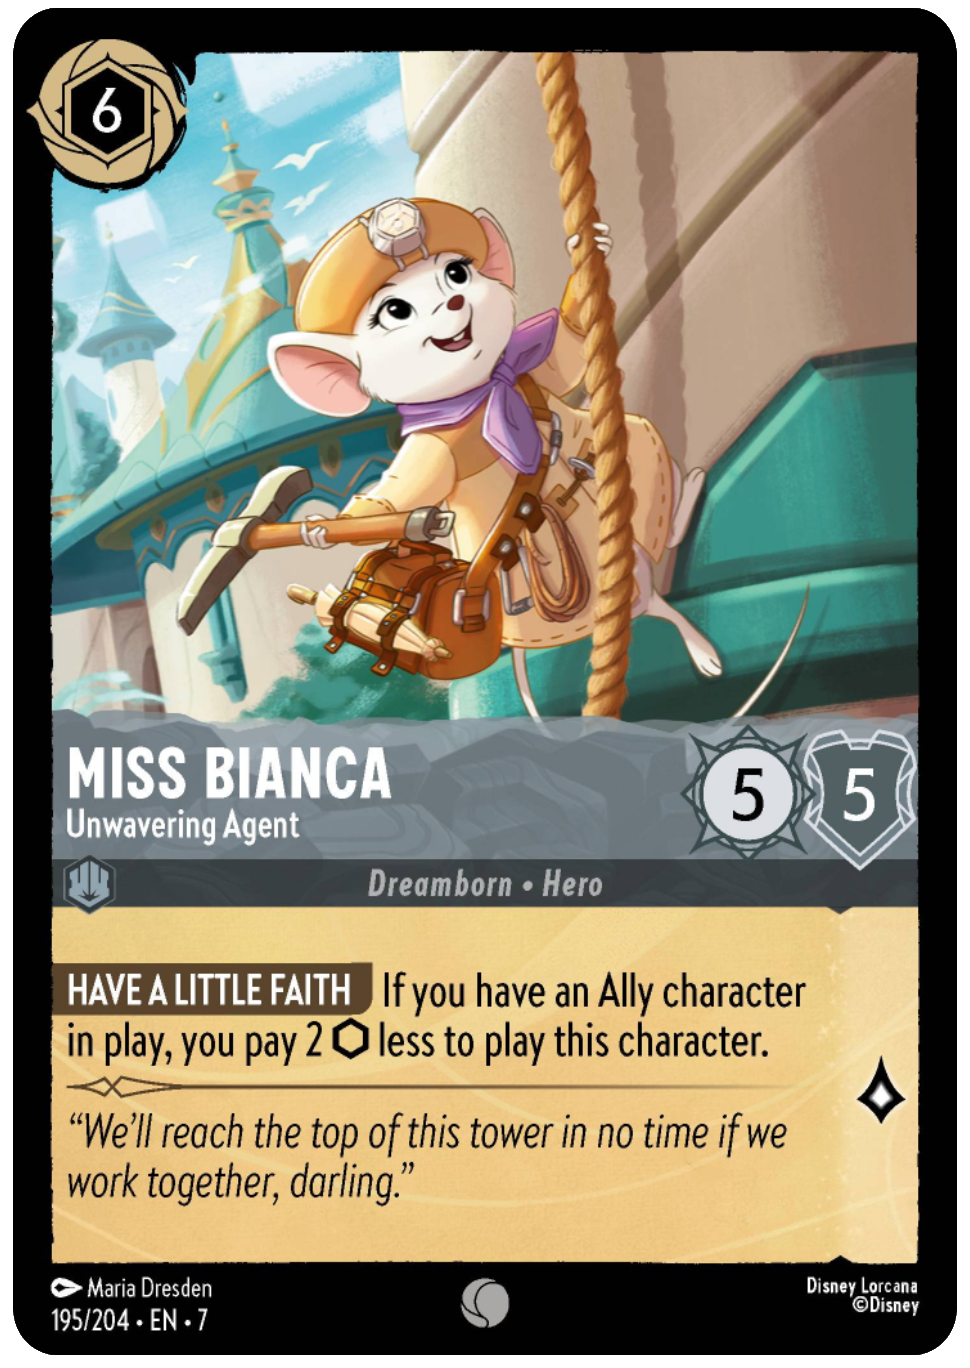 6
MISS BIANCA
Unwavering Agent
5 5
Dreamborn • Hero
HAVE A LITTLE FAITH If you have an Ally character
in play, you pay 2 ⬡ less to play this character.
“We’ll reach the top of this tower in no time if we
work together, darling.”
Maria Dresden
195/204 • EN • 7
Disney Lorcana
©Disney